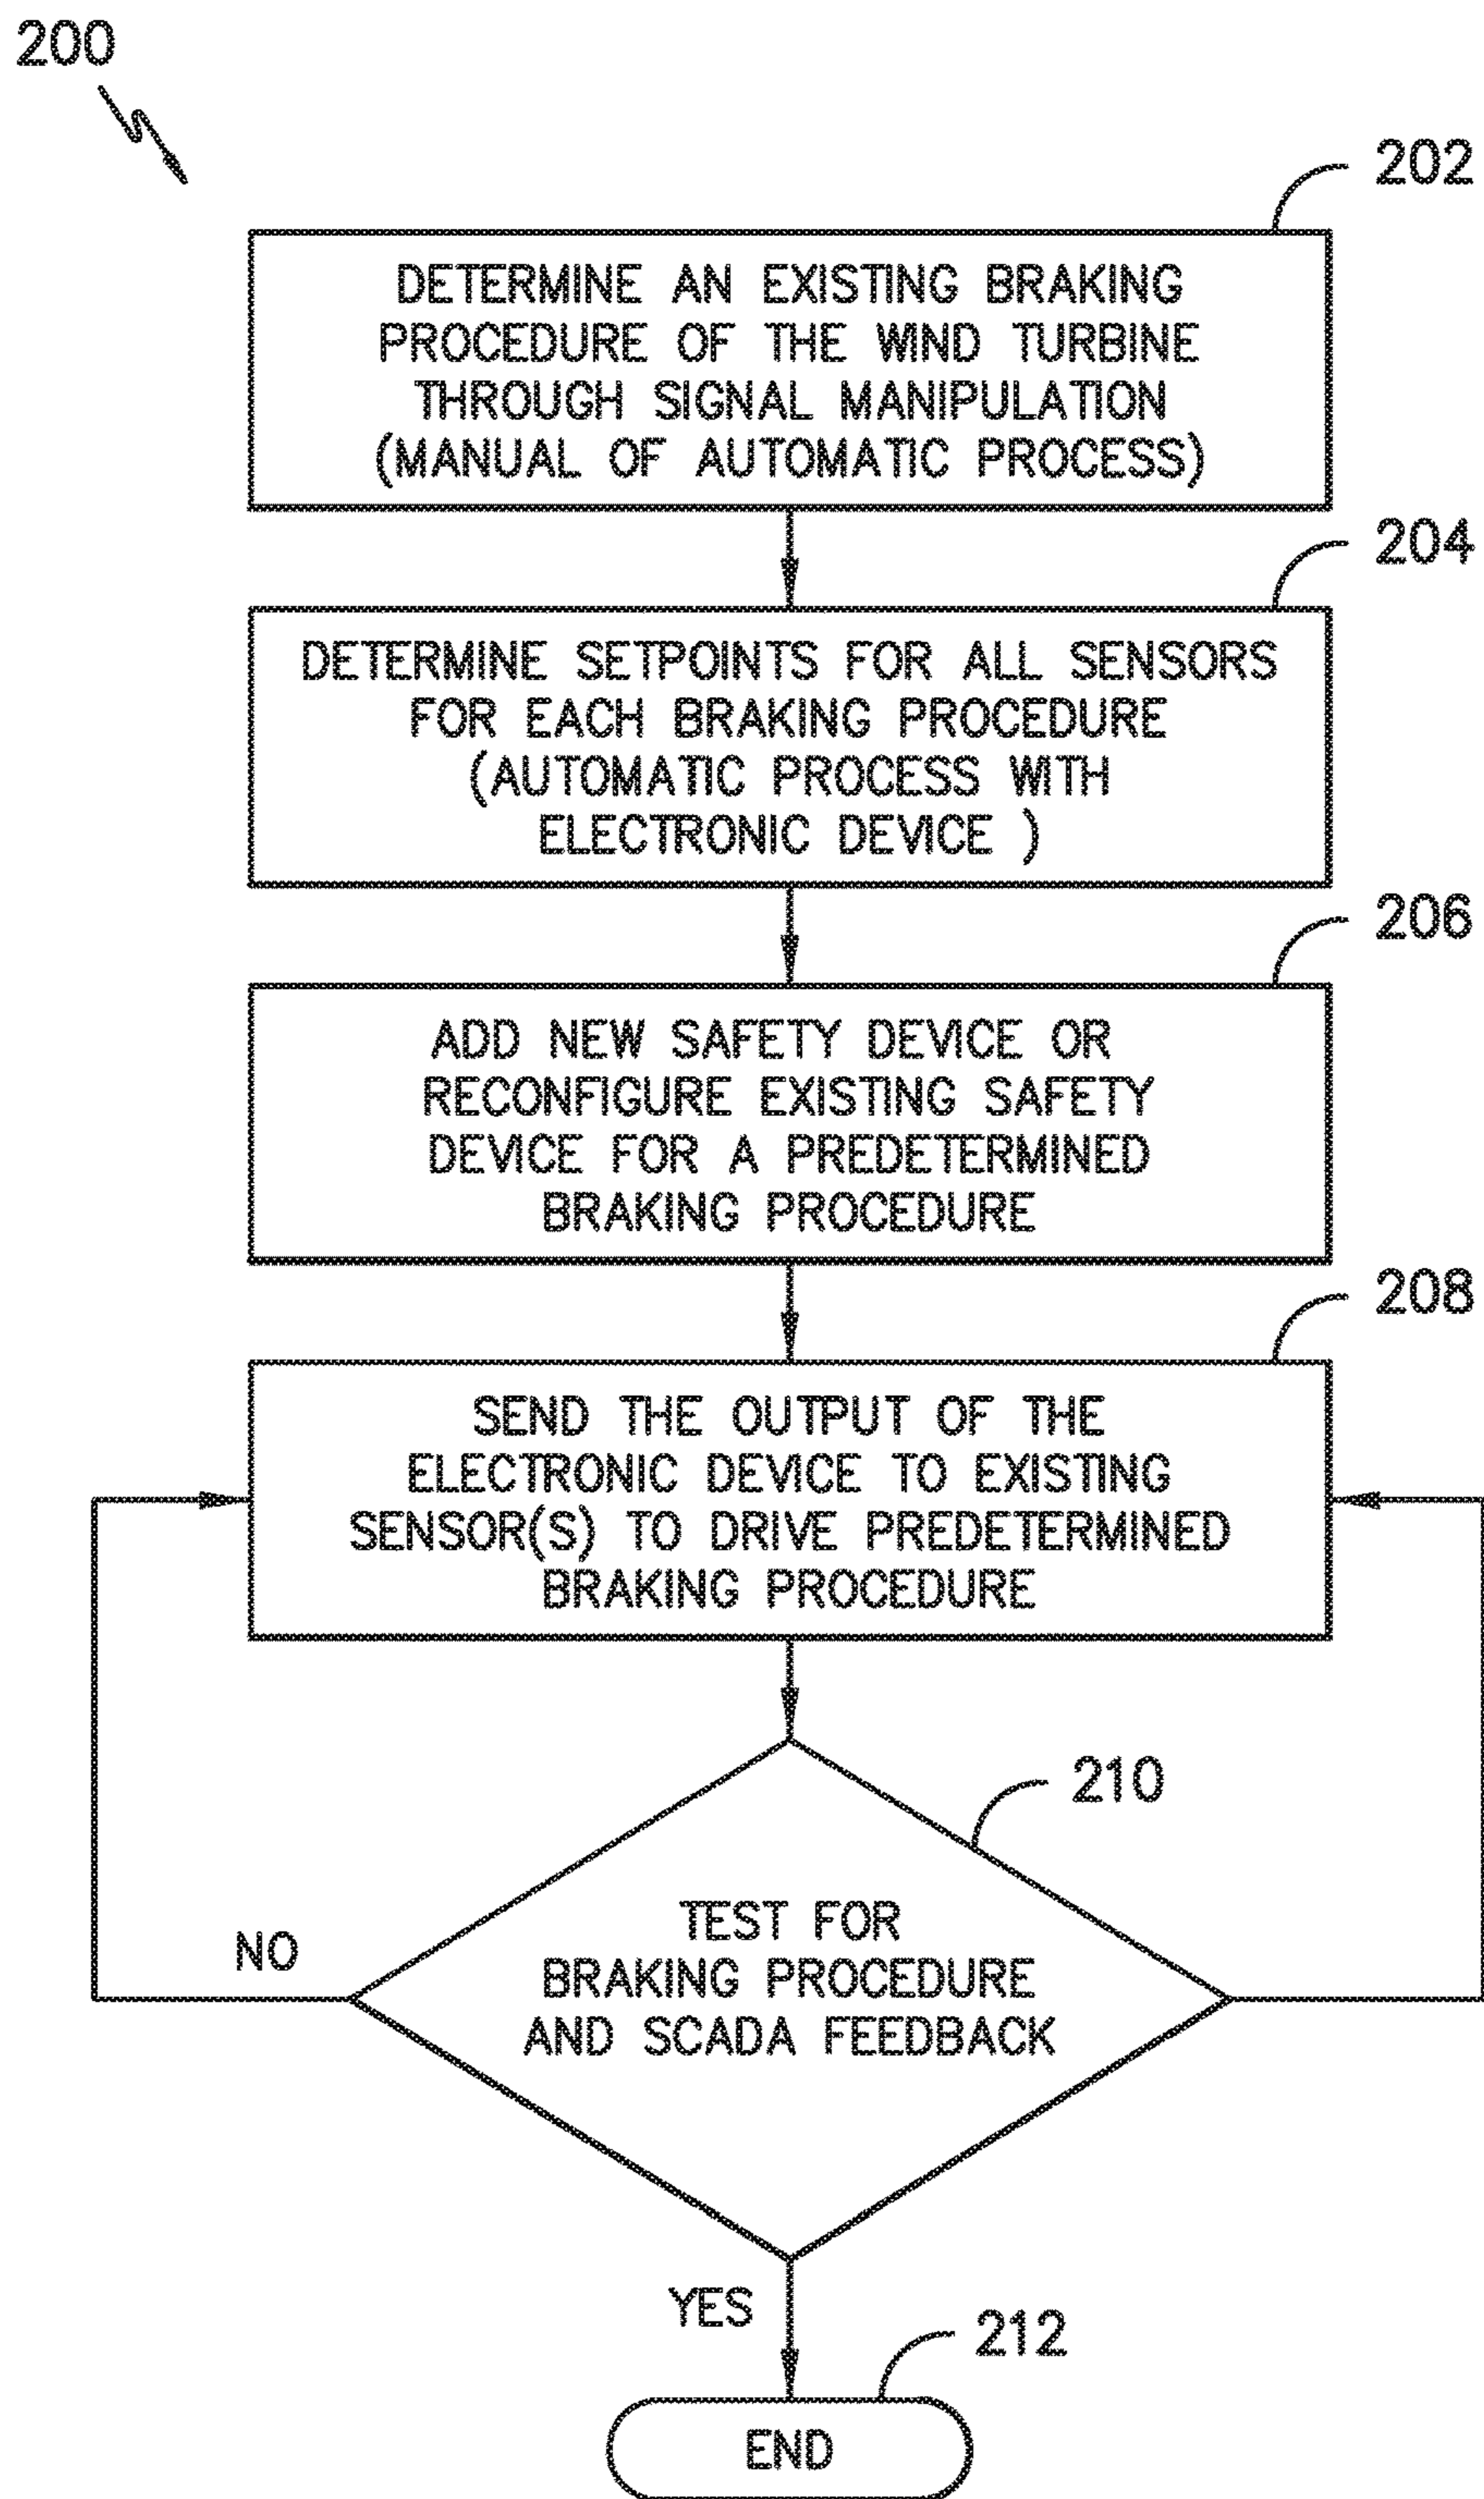 200
202
DETERMINE AN EXISTING BRAKING
PROCEDURE OF THE WIND TURBINE
THROUGH SIGNAL MANIPULATION
(MANUAL OF AUTOMATIC PROCESS)
204
DETERMINE SETPOINTS FOR ALL SENSORS
FOR EACH BRAKING PROCEDURE
(AUTOMATIC PROCESS WITH
ELECTRONIC DEVICE )
206
ADD NEW SAFETY DEVICE OR
RECONFIGURE EXISTING SAFETY
DEVICE FOR A PREDETERMINED
BRAKING PROCEDURE
208
SEND THE OUTPUT OF THE
ELECTRONIC DEVICE TO EXISTING
SENSOR(S) TO DRIVE PREDETERMINED
BRAKING PROCEDURE
210
TEST FOR
BRAKING PROCEDURE
AND SCADA FEEDBACK
NO
YES
212
END